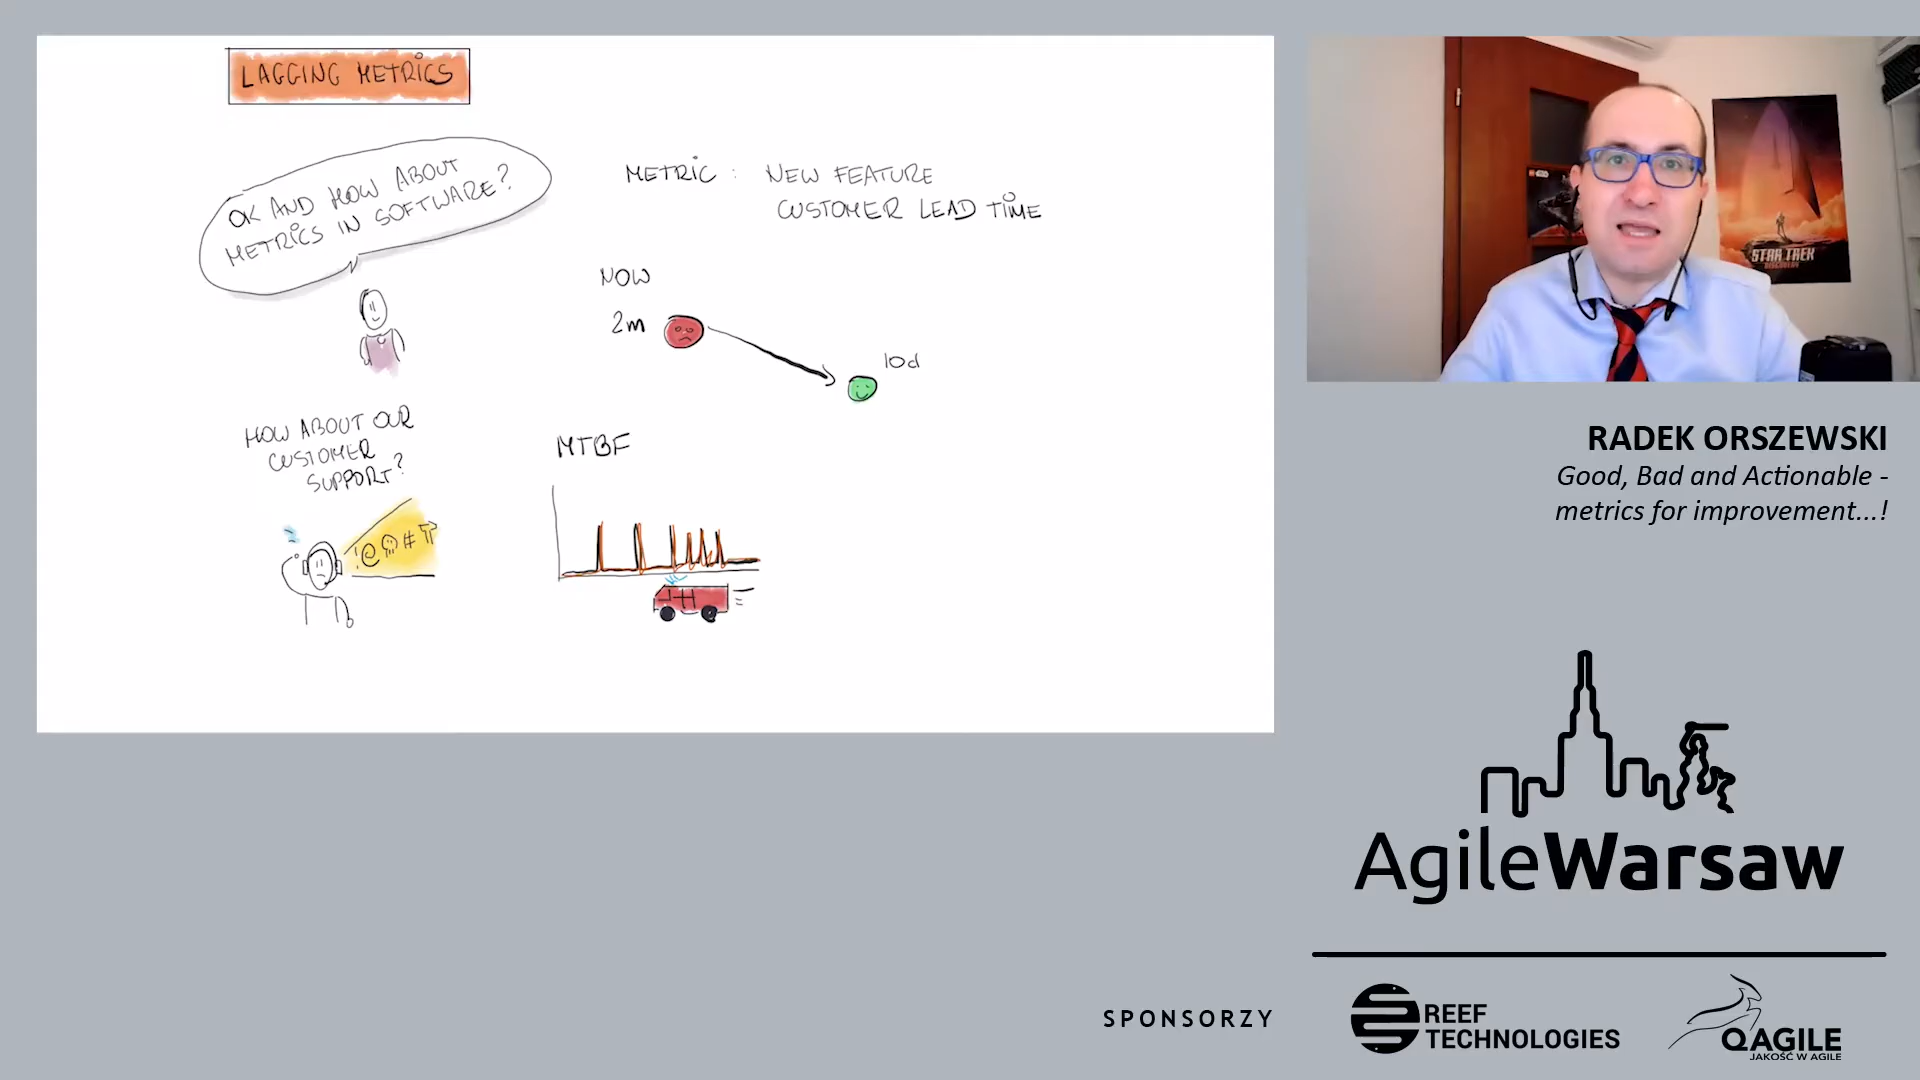 LAGGING METRICS
OK AND HOW ABOUT
METRICS IN SOFTWARE?
METRIC : NEW FEATURE
CUSTOMER LEAD TIME
NOW
2m
10d
HOW ABOUT OUR
CUSTOMER
SUPPORT?
!@#
MTBF
STAR TREK
DISCOVERY
RADEK ORSZEWSKI
Good, Bad and Actionable -
metrics for improvement...!
AgileWarsaw
SPONSORZY
REEF
TECHNOLOGIES
QAGILE
JAKOŚĆ W AGILE